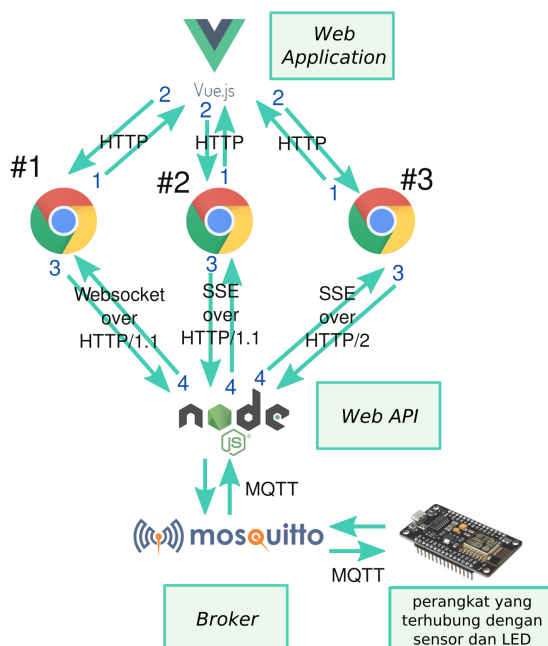 Web
Application
Vue.js
2
2
2
HTTP
HTTP
HTTP
1
1
1
#1
#2
#3
3
3
3
Websocket
over
HTTP/1.1
SSE
over
HTTP/1.1
SSE
over
HTTP/2
4
4
4
node
JS
®
Web API
MQTT
mosquitto
MQTT
Broker
perangkat yang
terhubung dengan
sensor dan LED